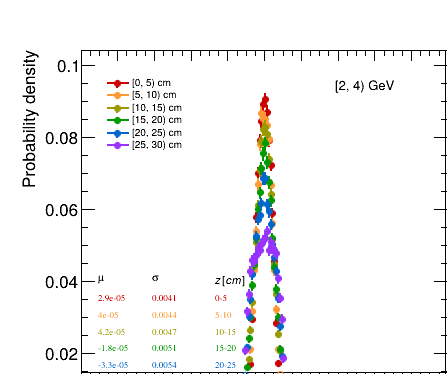 Probability density
0.1
0.08
0.06
0.04
0.02
[2, 4) GeV
[0, 5) cm
[5, 10) cm
[10, 15) cm
[15, 20) cm
[20, 25) cm
[25, 30) cm
μ σ z [cm]
2.9e-05 0.0041 0-5
4e-05 0.0044 5-10
4.2e-05 0.0047 10-15
-1.8e-05 0.0051 15-20
-3.3e-05 0.0054 20-25